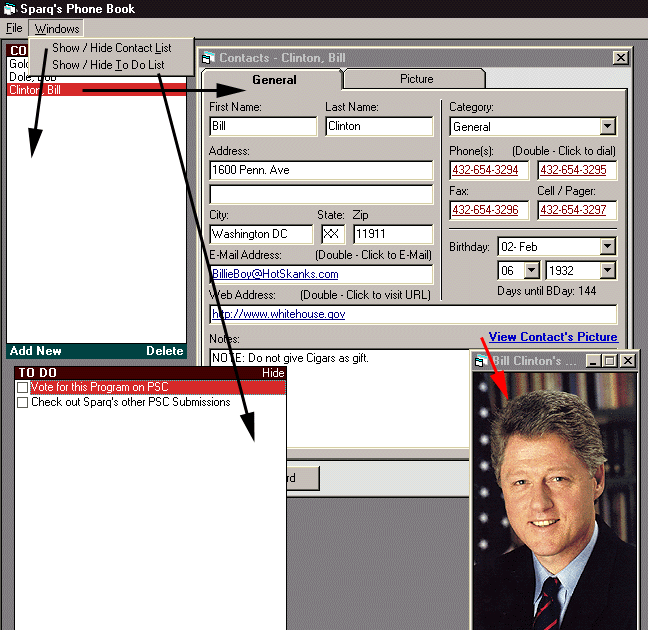 Sparq's Phone Book
File Windows
Show / Hide Contact List
Show / Hide To Do List
CO
Dole, Bob
Clinton, Bill
Add New Delete
Contacts - Clinton, Bill
General Picture
First Name: Last Name:
Bill Clinton
Address:
1600 Penn. Ave
City: State: Zip
Washington DC XX 11911
E-Mail Address: (Double - Click to E-Mail)
BillieBoy@HotSkanks.com
Web Address: (Double - Click to visit URL)
http://www.whitehouse.gov
Category:
General
Phone(s): (Double - Click to dial)
432-654-3294 432-654-3295
Fax: Cell / Pager:
432-654-3296 432-654-3297
Birthday: 02- Feb
06 1932
Days until BDay: 144
View Contact's Picture
Notes:
NOTE: Do not give Cigars as gift.
rd
TO DO Hide
Vote for this Program on PSC
Check out Sparq's other PSC Submissions
Bill Clinton's ...